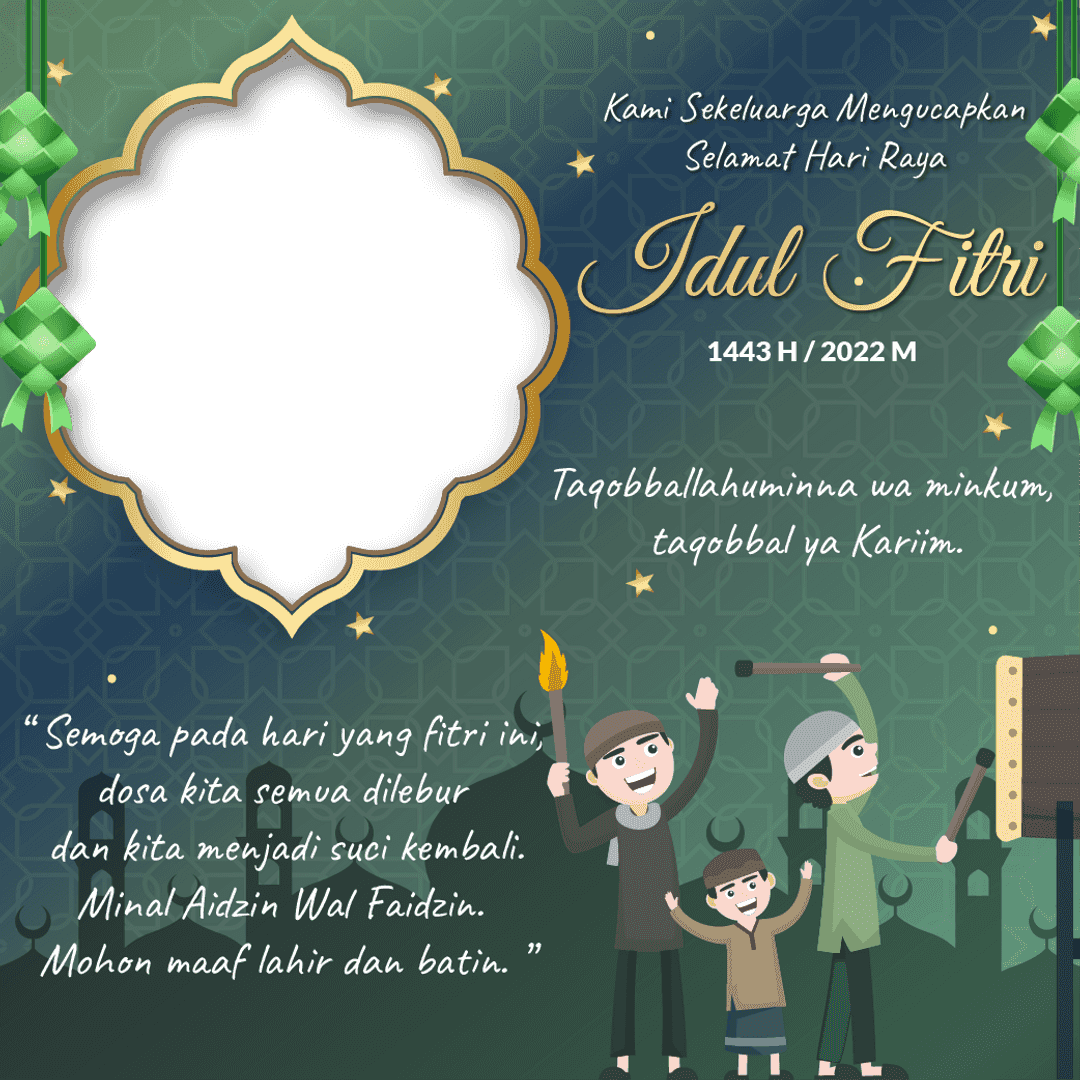 Kami Sekeluarga Mengucapkan
Selamat Hari Raya
Idul Fitri
1443 H / 2022 M
Taqobballahuminna wa minkum,
taqobbal ya Kariim.
“ Semoga pada hari yang fitri ini,
dosa kita semua dilebur
dan kita menjadi suci kembali.
Minal Aidzin Wal Faidzin.
Mohon maaf lahir dan batin. ”